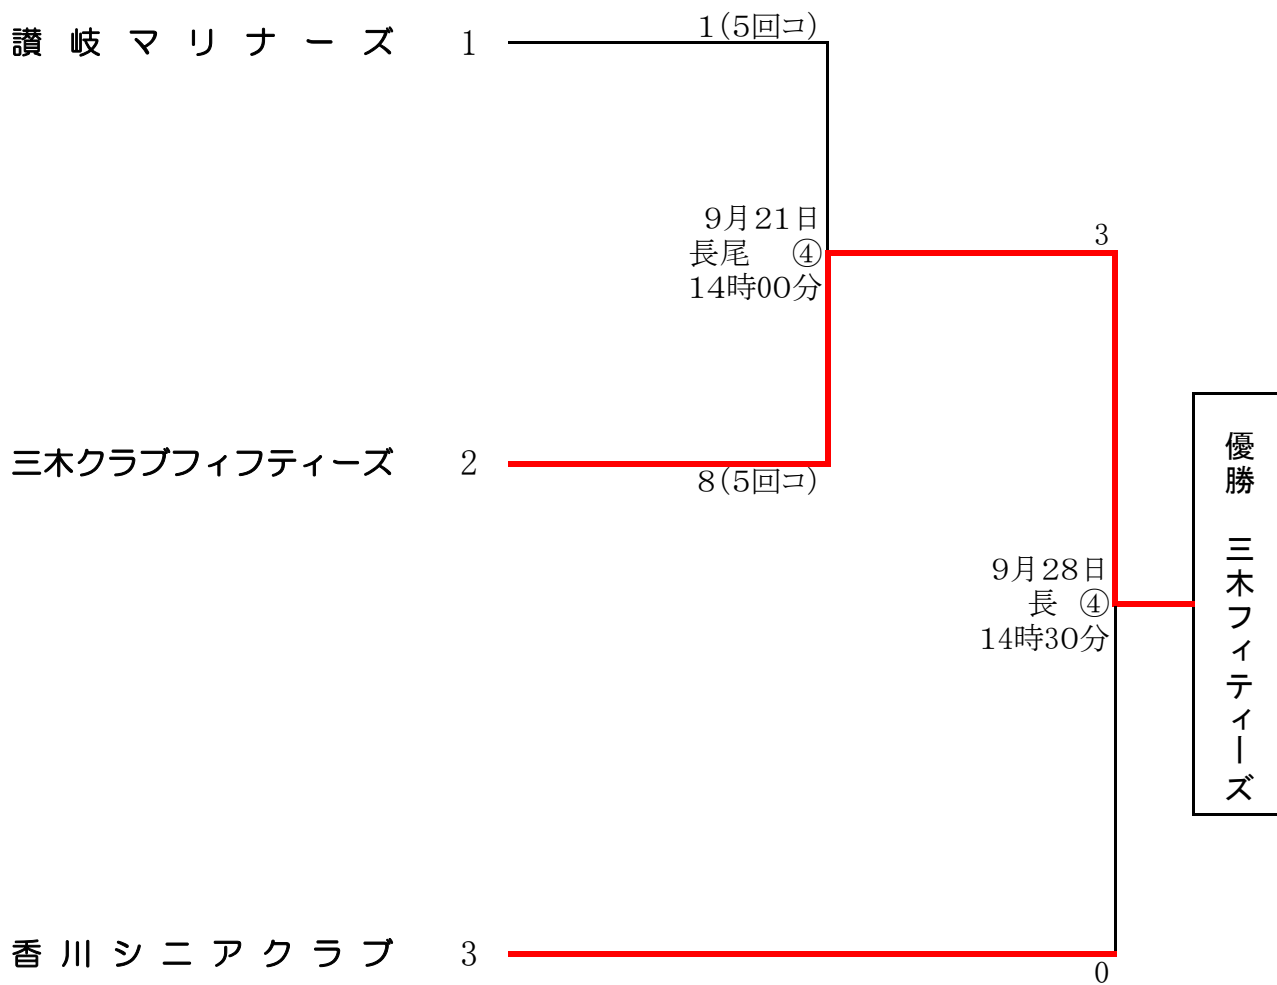 讃岐マリナーズ 1
1(5回コ)
9月21日
長尾 ④
14時00分
3
三木クラブフィフティーズ 2
8(5回コ)
9月28日
長 ④
14時30分
優勝 三木フィティーズ
香川シニアクラブ 3
0